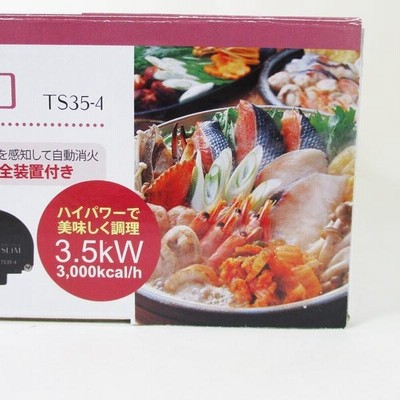 TS35-4
を感知して自動消火
全装置付き
ハイパワーで
美味しく調理
3.5kW
3,000kcal/h
SLIM
TS35-4